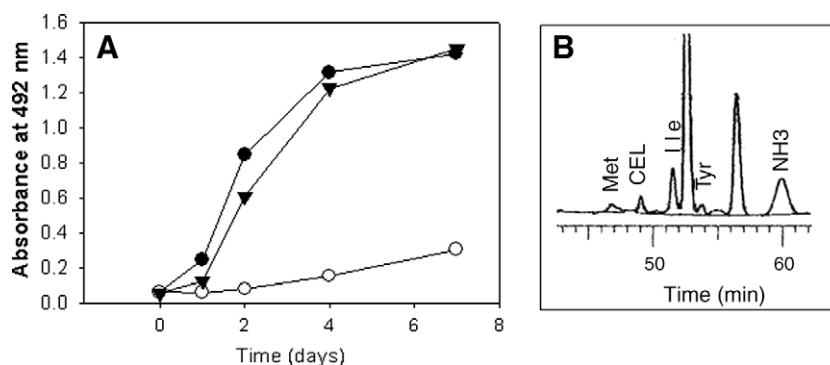 A
Absorbance at 492 nm
1.6
1.4
1.2
1.0
0.8
0.6
0.4
0.2
0.0
0
2
4
6
8
Time (days)
B
Met
CEL
Ile
Tyr
NH3
50
60
Time (min)